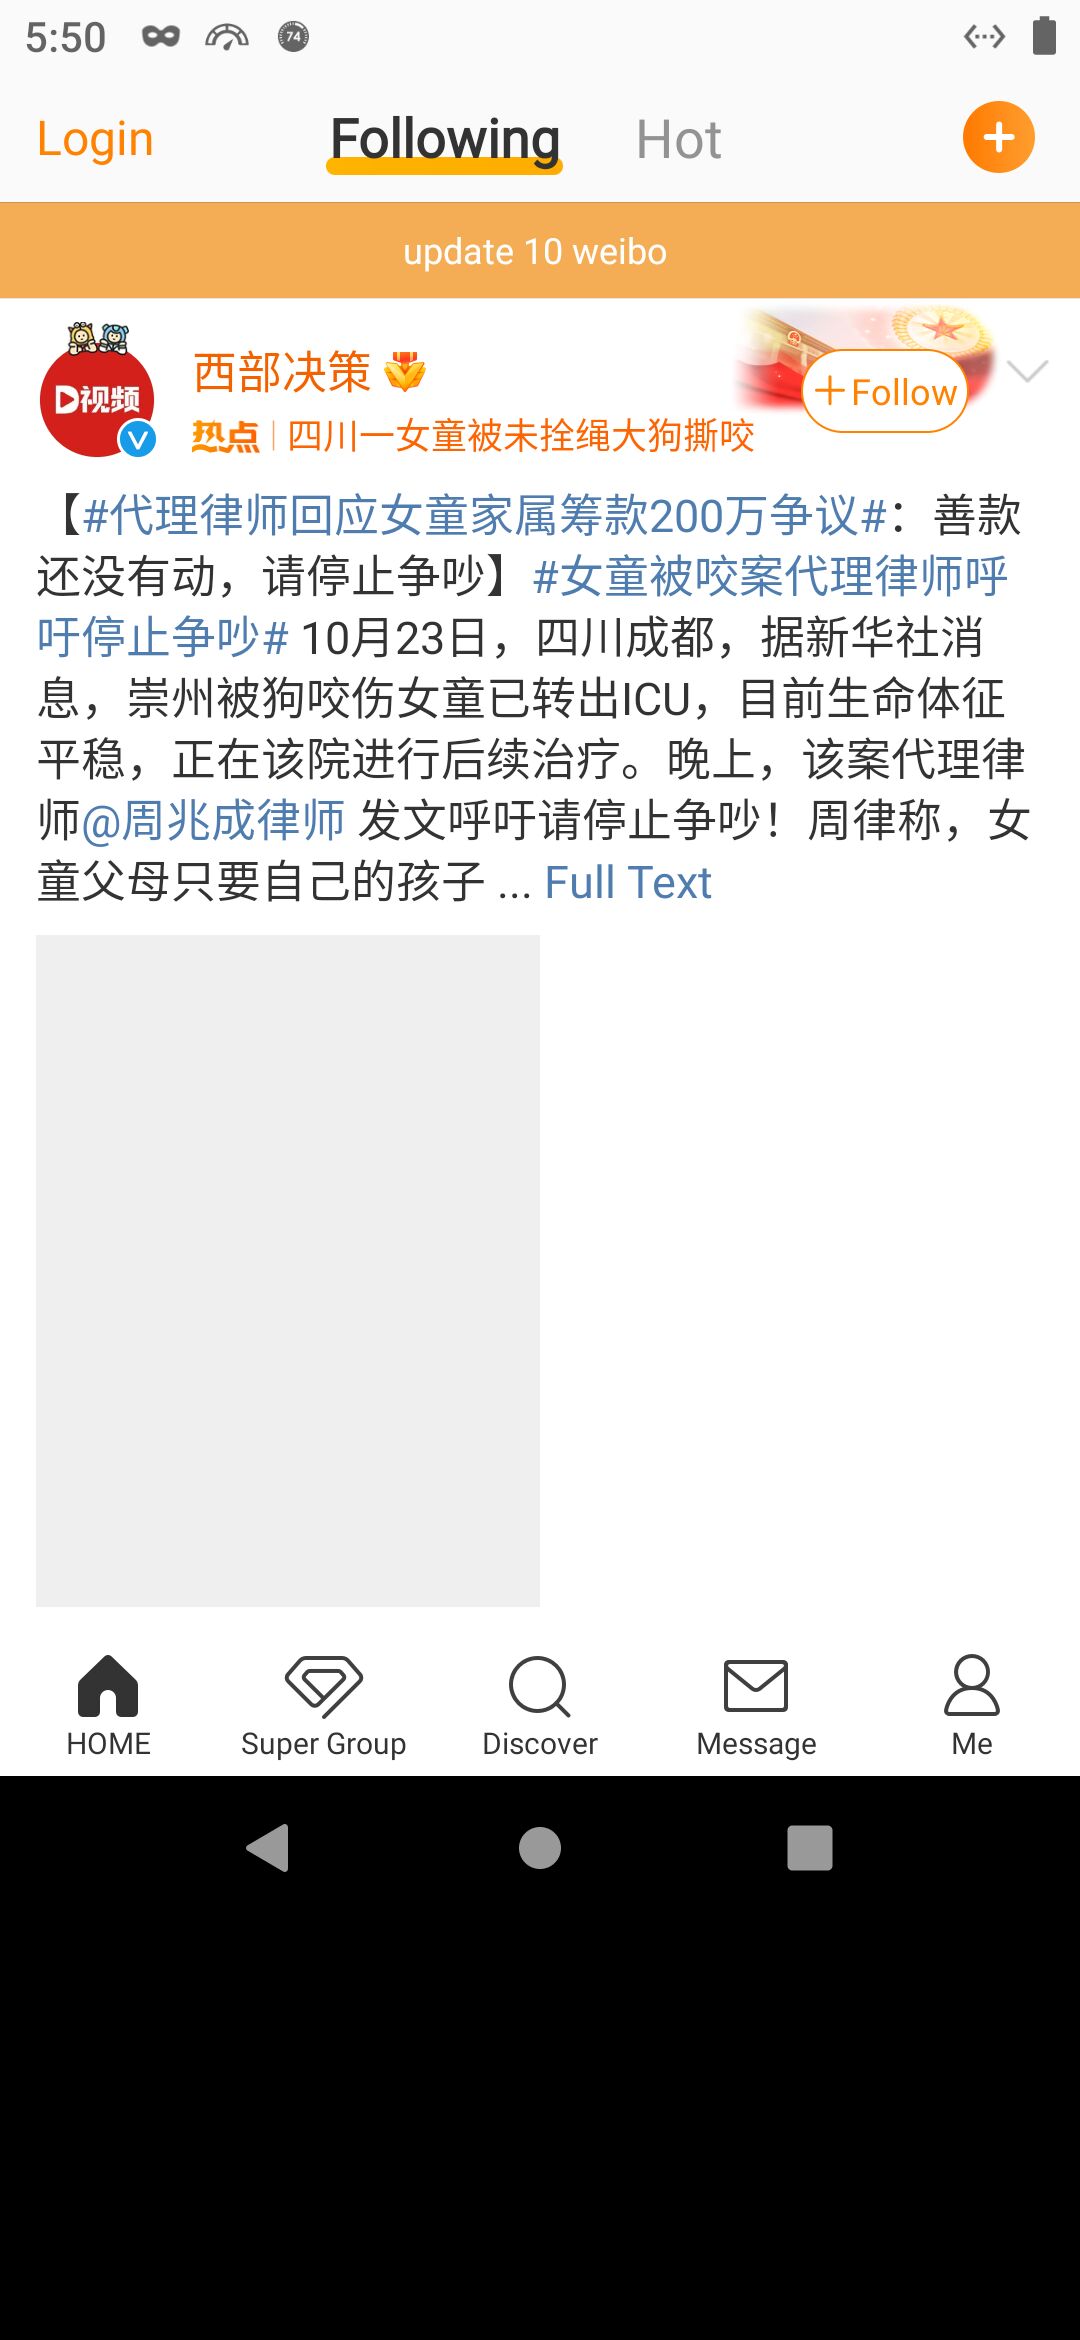 5:50
74
Login
Following
Hot
update 10 weibo
西部决策
D视频
+Follow
热点 | 四川一女童被未拴绳大狗撕咬
【#代理律师回应女童家属筹款200万争议#：善款
还没有动，请停止争吵】#女童被咬案代理律师呼
吁停止争吵# 10月23日，四川成都，据新华社消
息，崇州被狗咬伤女童已转出ICU，目前生命体征
平稳，正在该院进行后续治疗。晚上，该案代理律
师@周兆成律师 发文呼吁请停止争吵！周律称，女
童父母只要自己的孩子 ... Full Text
HOME
Super Group
Discover
Message
Me